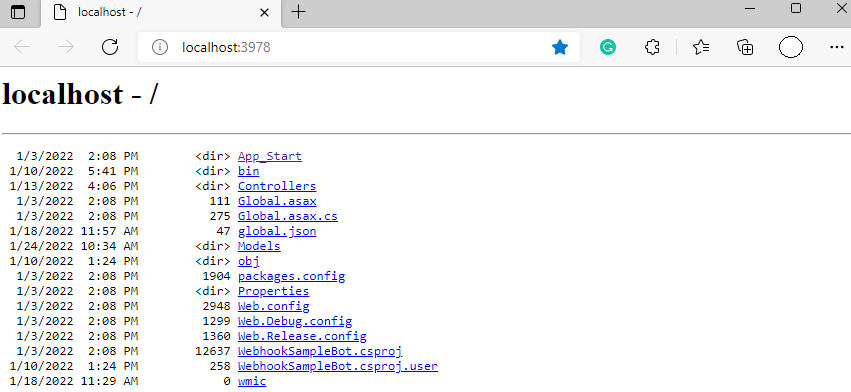 localhost - /
localhost:3978
localhost - /
1/3/2022 2:08 PM <dir> App_Start
1/10/2022 5:41 PM <dir> bin
1/13/2022 4:06 PM <dir> Controllers
1/3/2022 2:08 PM 111 Global.asax
1/3/2022 2:08 PM 275 Global.asax.cs
1/18/2022 11:57 AM 47 global.json
1/24/2022 10:34 AM <dir> Models
1/10/2022 1:24 PM <dir> obj
1/3/2022 2:08 PM 1904 packages.config
1/3/2022 2:08 PM <dir> Properties
1/3/2022 2:08 PM 2948 Web.config
1/3/2022 2:08 PM 1299 Web.Debug.config
1/3/2022 2:08 PM 1360 Web.Release.config
1/3/2022 2:08 PM 12637 WebhookSampleBot.csproj
1/10/2022 1:24 PM 258 WebhookSampleBot.csproj.user
1/18/2022 11:29 AM 0 wmic